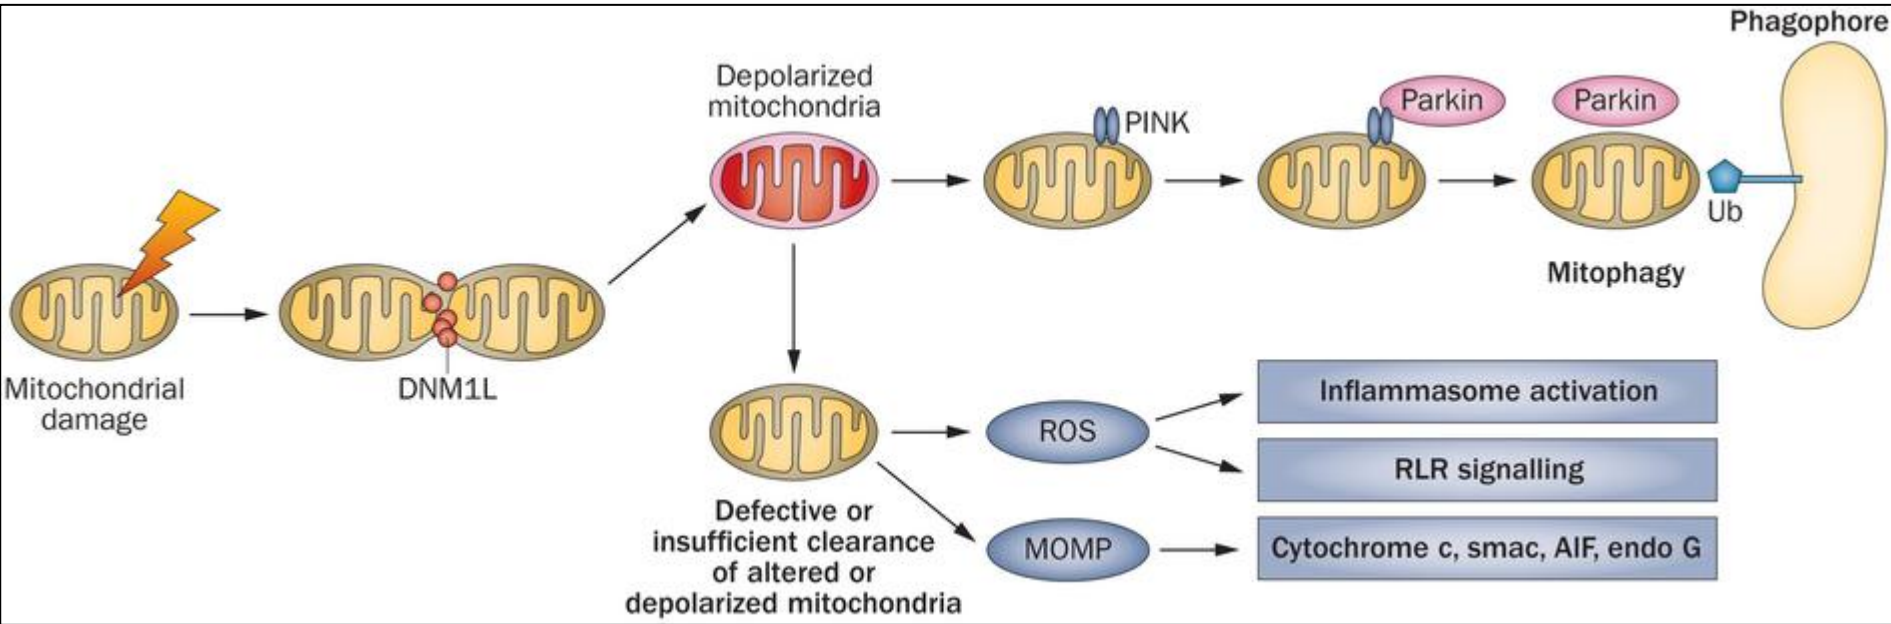 Phagophore
Depolarized
mitochondria
PINK
Parkin
Parkin
Ub
Mitophagy
Mitochondrial
damage
DNM1L
ROS
Inflammasome activation
RLR signalling
Defective or
insufficient clearance
of altered or
depolarized mitochondria
MOMP
Cytochrome c, smac, AIF, endo G